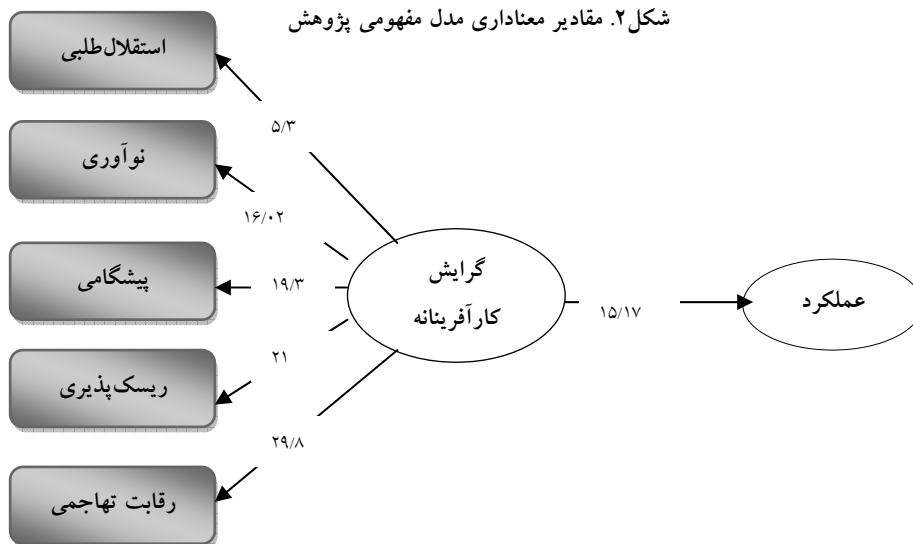 شکل۲. مقادیر معناداری مدل مفهومی پژوهش
استقلال‌طلبی
۵/۳
نوآوری
۱۶/۰۲
پیشگامی
۱۹/۳
گرایش
کارآفرینانه
۱۵/۱۷
عملکرد
ریسک‌پذیری
۲۱
رقابت تهاجمی
۲۹/۸